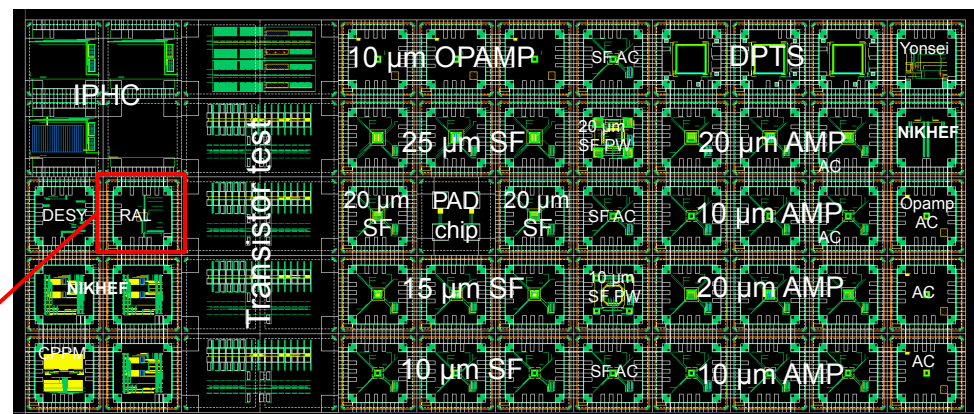 10 µm OPAMP
SF AC
DPTS
Yonsei
IPHC
25 µm SF
20 µm
SF PW
20 µm AMP
AC
NIKHEF
Transistor test
DESY
RAL
20 µm
SF
PAD
chip
20 µm
SF
SF AC
10 µm AMP
AC
Opamp
AC
NIKHEF
15 µm SF
10 µm
SF PW
20 µm AMP
AC
CPPM
10 µm SF
SF AC
10 µm AMP
AC